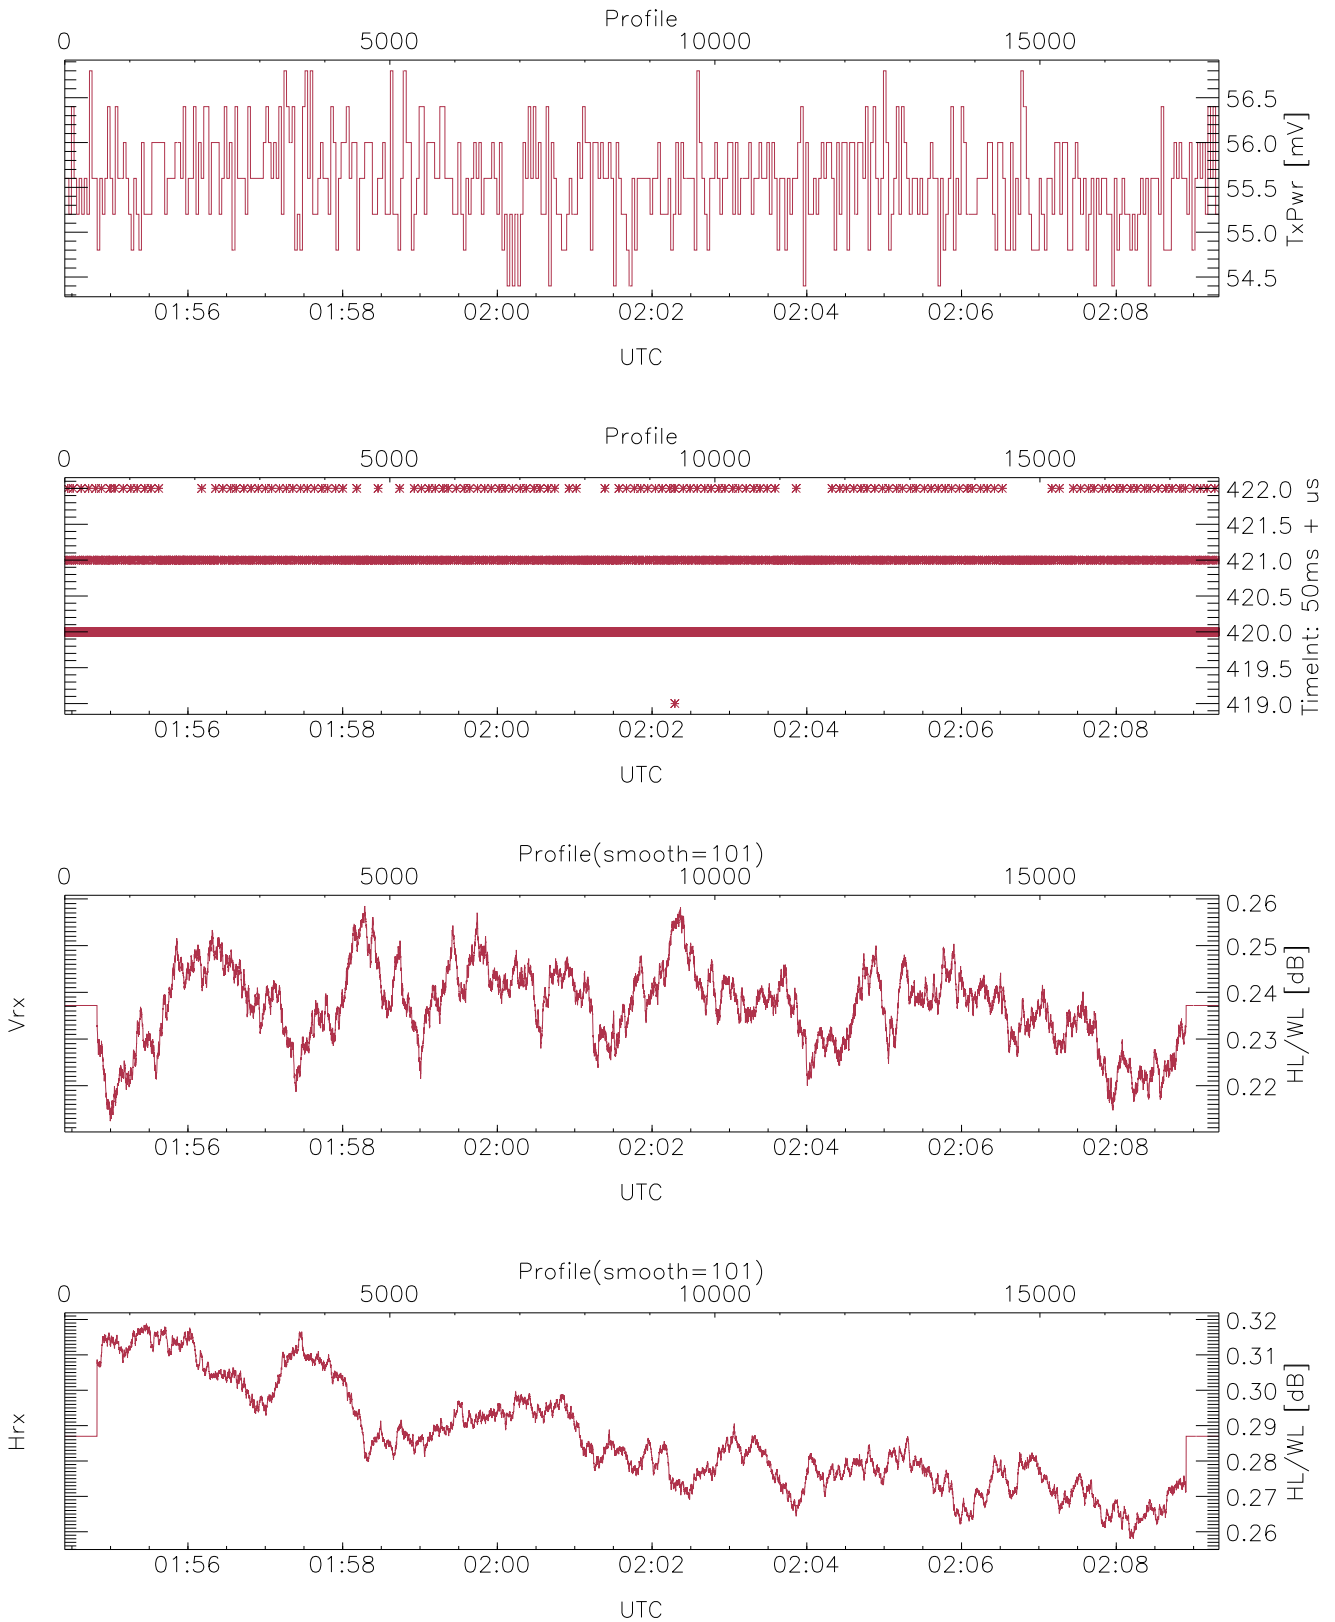 Profile
0 5000 10000 15000
56.5
56.0
55.5
55.0
54.5
TxPwr [mV]
01:56 01:58 02:00 02:02 02:04 02:06 02:08
UTC
Profile
0 5000 10000 15000
422.0
421.5
421.0
420.5
420.0
419.5
419.0
TimeInt: 50ms + us
01:56 01:58 02:00 02:02 02:04 02:06 02:08
UTC
Profile(smooth=101)
0 5000 10000 15000
Vrx
0.26
0.25
0.24
0.23
0.22
HL/WL [dB]
01:56 01:58 02:00 02:02 02:04 02:06 02:08
UTC
Profile(smooth=101)
0 5000 10000 15000
Hrx
0.32
0.31
0.30
0.29
0.28
0.27
0.26
HL/WL [dB]
01:56 01:58 02:00 02:02 02:04 02:06 02:08
UTC